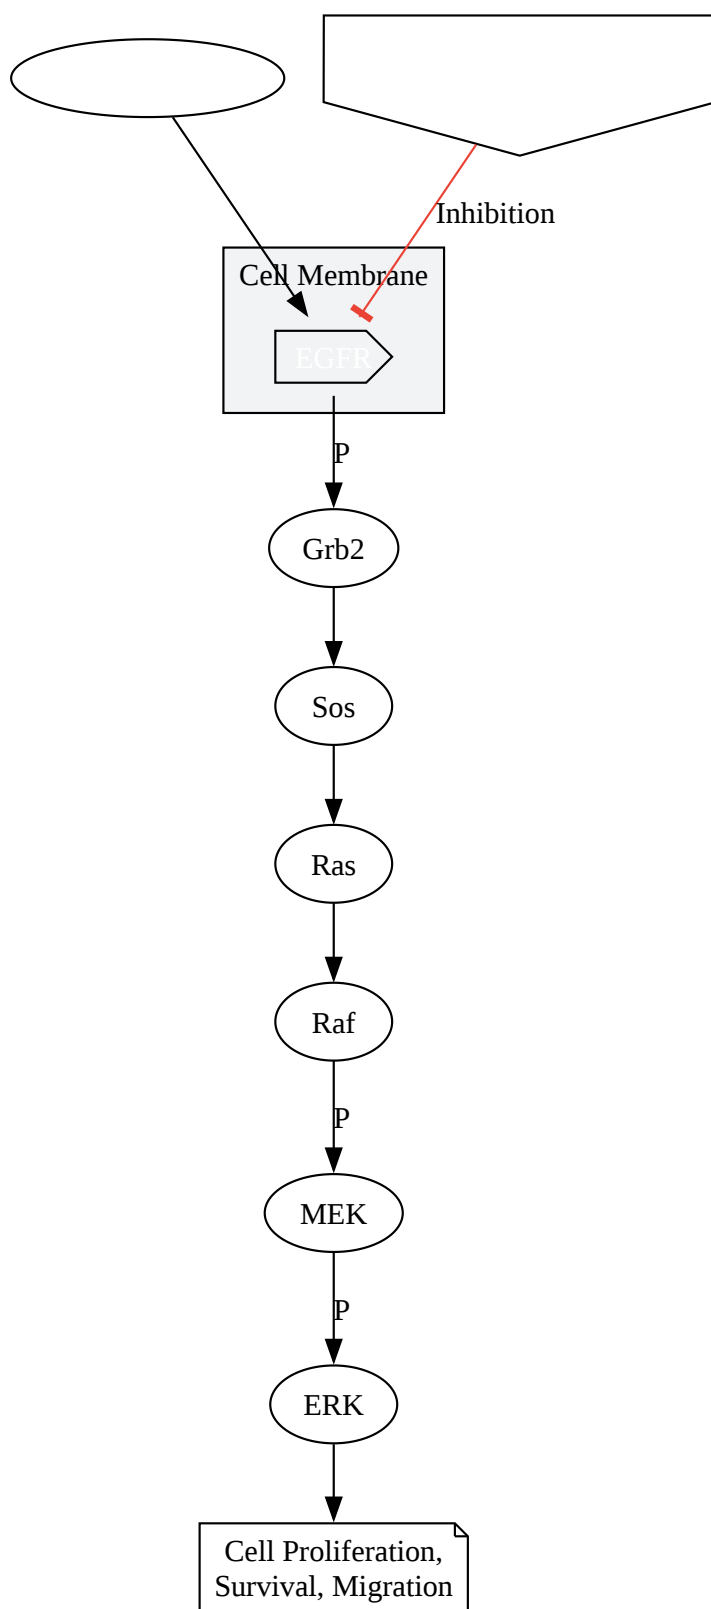 Inhibition
Cell Membrane
EGFR
P
Grb2
Sos
Ras
Raf
P
MEK
P
ERK
Cell Proliferation,
Survival, Migration